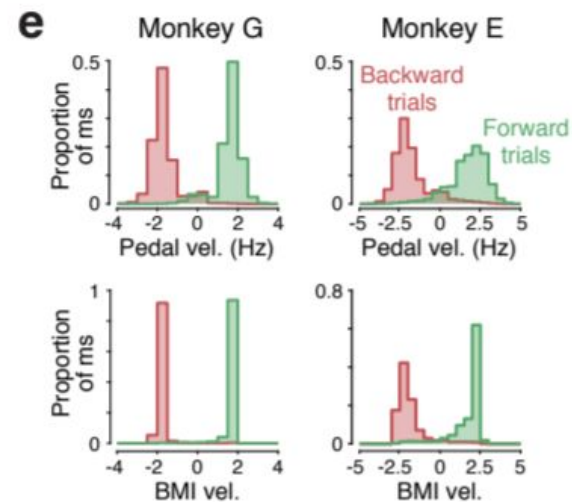 e
Monkey G
Monkey E
0.5
0
Proportion
of ms
-4 -2 0 2 4
Pedal vel. (Hz)
0.5
0
Backward
trials
Forward
trials
-5 -2.5 0 2.5 5
Pedal vel. (Hz)
1
0
Proportion
of ms
-4 -2 0 2 4
BMI vel.
0.8
0
-5 -2.5 0 2.5 5
BMI vel.